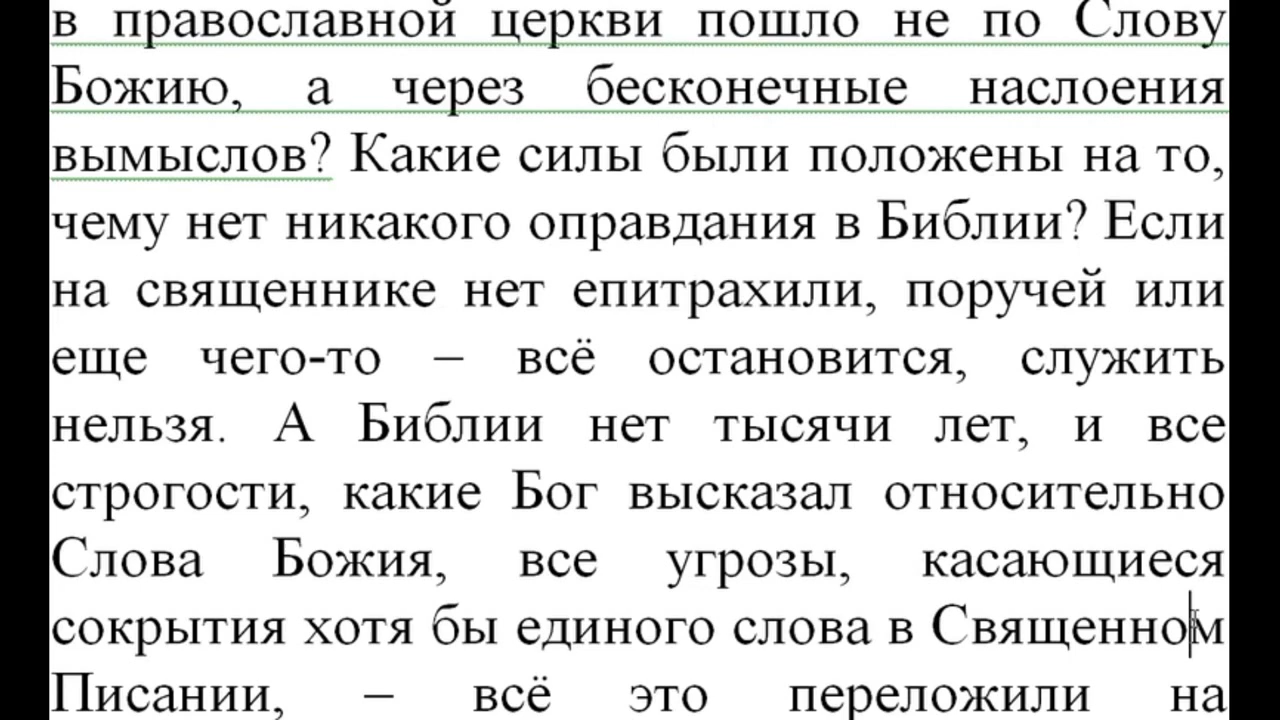 в православной церкви пошло не по Слову
Божию, а через бесконечные наслоения
вымыслов? Какие силы были положены на то,
чему нет никакого оправдания в Библии? Если
на священнике нет епитрахили, поручей или
еще чего-то – всё остановится, служить
нельзя. А Библии нет тысячи лет, и все
строгости, какие Бог высказал относительно
Слова Божия, все угрозы, касающиеся
сокрытия хотя бы единого слова в Священном
Писании, – всё это переложили на